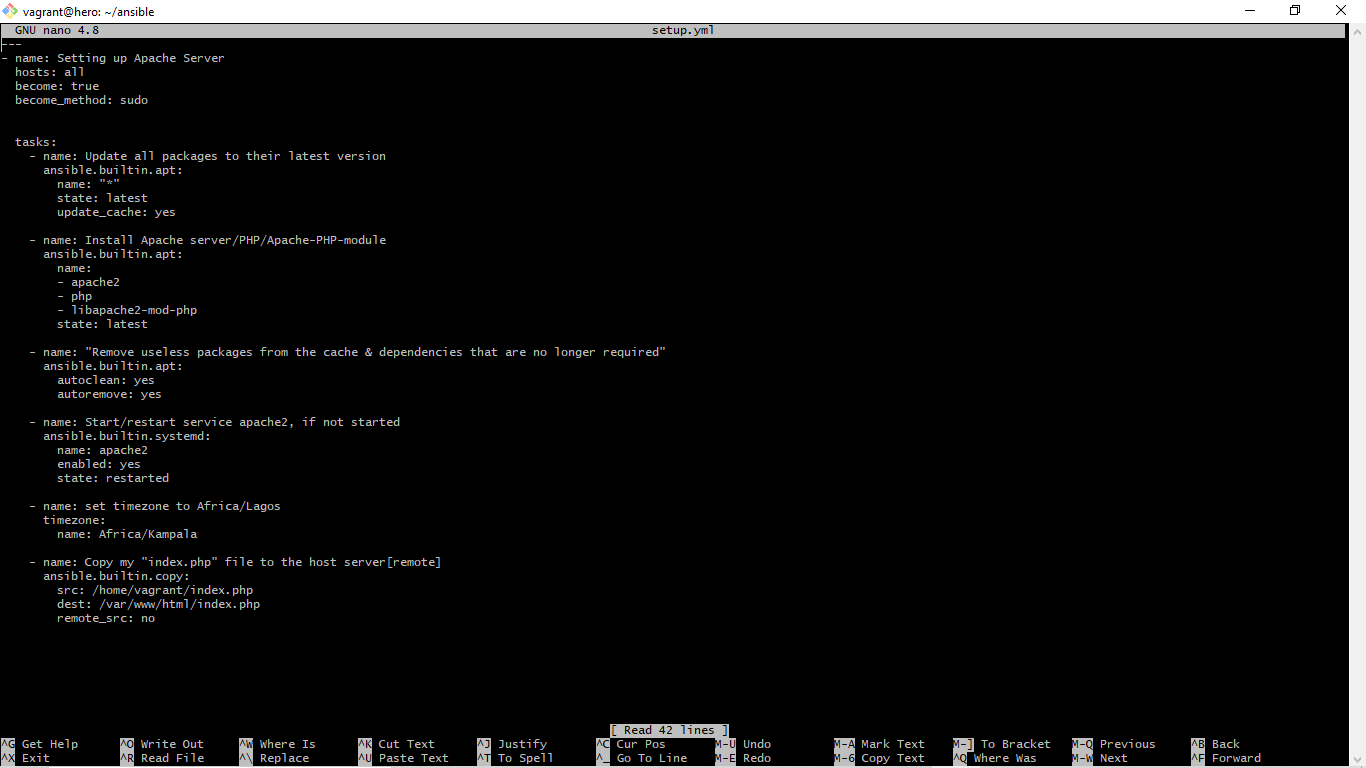 vagrant@hero: ~/ansible
GNU nano 4.8 setup.yml
---
- name: Setting up Apache Server
  hosts: all
  become: true
  become_method: sudo
  tasks:
    - name: Update all packages to their latest version
      ansible.builtin.apt:
        name: "*"
        state: latest
        update_cache: yes
    - name: Install Apache server/PHP/Apache-PHP-module
      ansible.builtin.apt:
        name:
        - apache2
        - php
        - libapache2-mod-php
        state: latest
    - name: "Remove useless packages from the cache & dependencies that are no longer required"
      ansible.builtin.apt:
        autoclean: yes
        autoremove: yes
    - name: Start/restart service apache2, if not started
      ansible.builtin.systemd:
        name: apache2
        enabled: yes
        state: restarted
    - name: set timezone to Africa/Lagos
      timezone:
        name: Africa/Kampala
    - name: Copy my "index.php" file to the host server[remote]
      ansible.builtin.copy:
        src: /home/vagrant/index.php
        dest: /var/www/html/index.php
        remote_src: no
[ Read 42 lines ]
^G Get Help ^O Write Out ^W Where Is ^K Cut Text ^J Justify ^C Cur Pos M-U Undo M-A Mark Text M-] To Bracket M-Q Previous ^B Back
^X Exit ^R Read File ^\ Replace ^U Paste Text ^T To Spell ^_ Go To Line M-E Redo M-6 Copy Text ^Q Where Was M-W Next ^F Forward